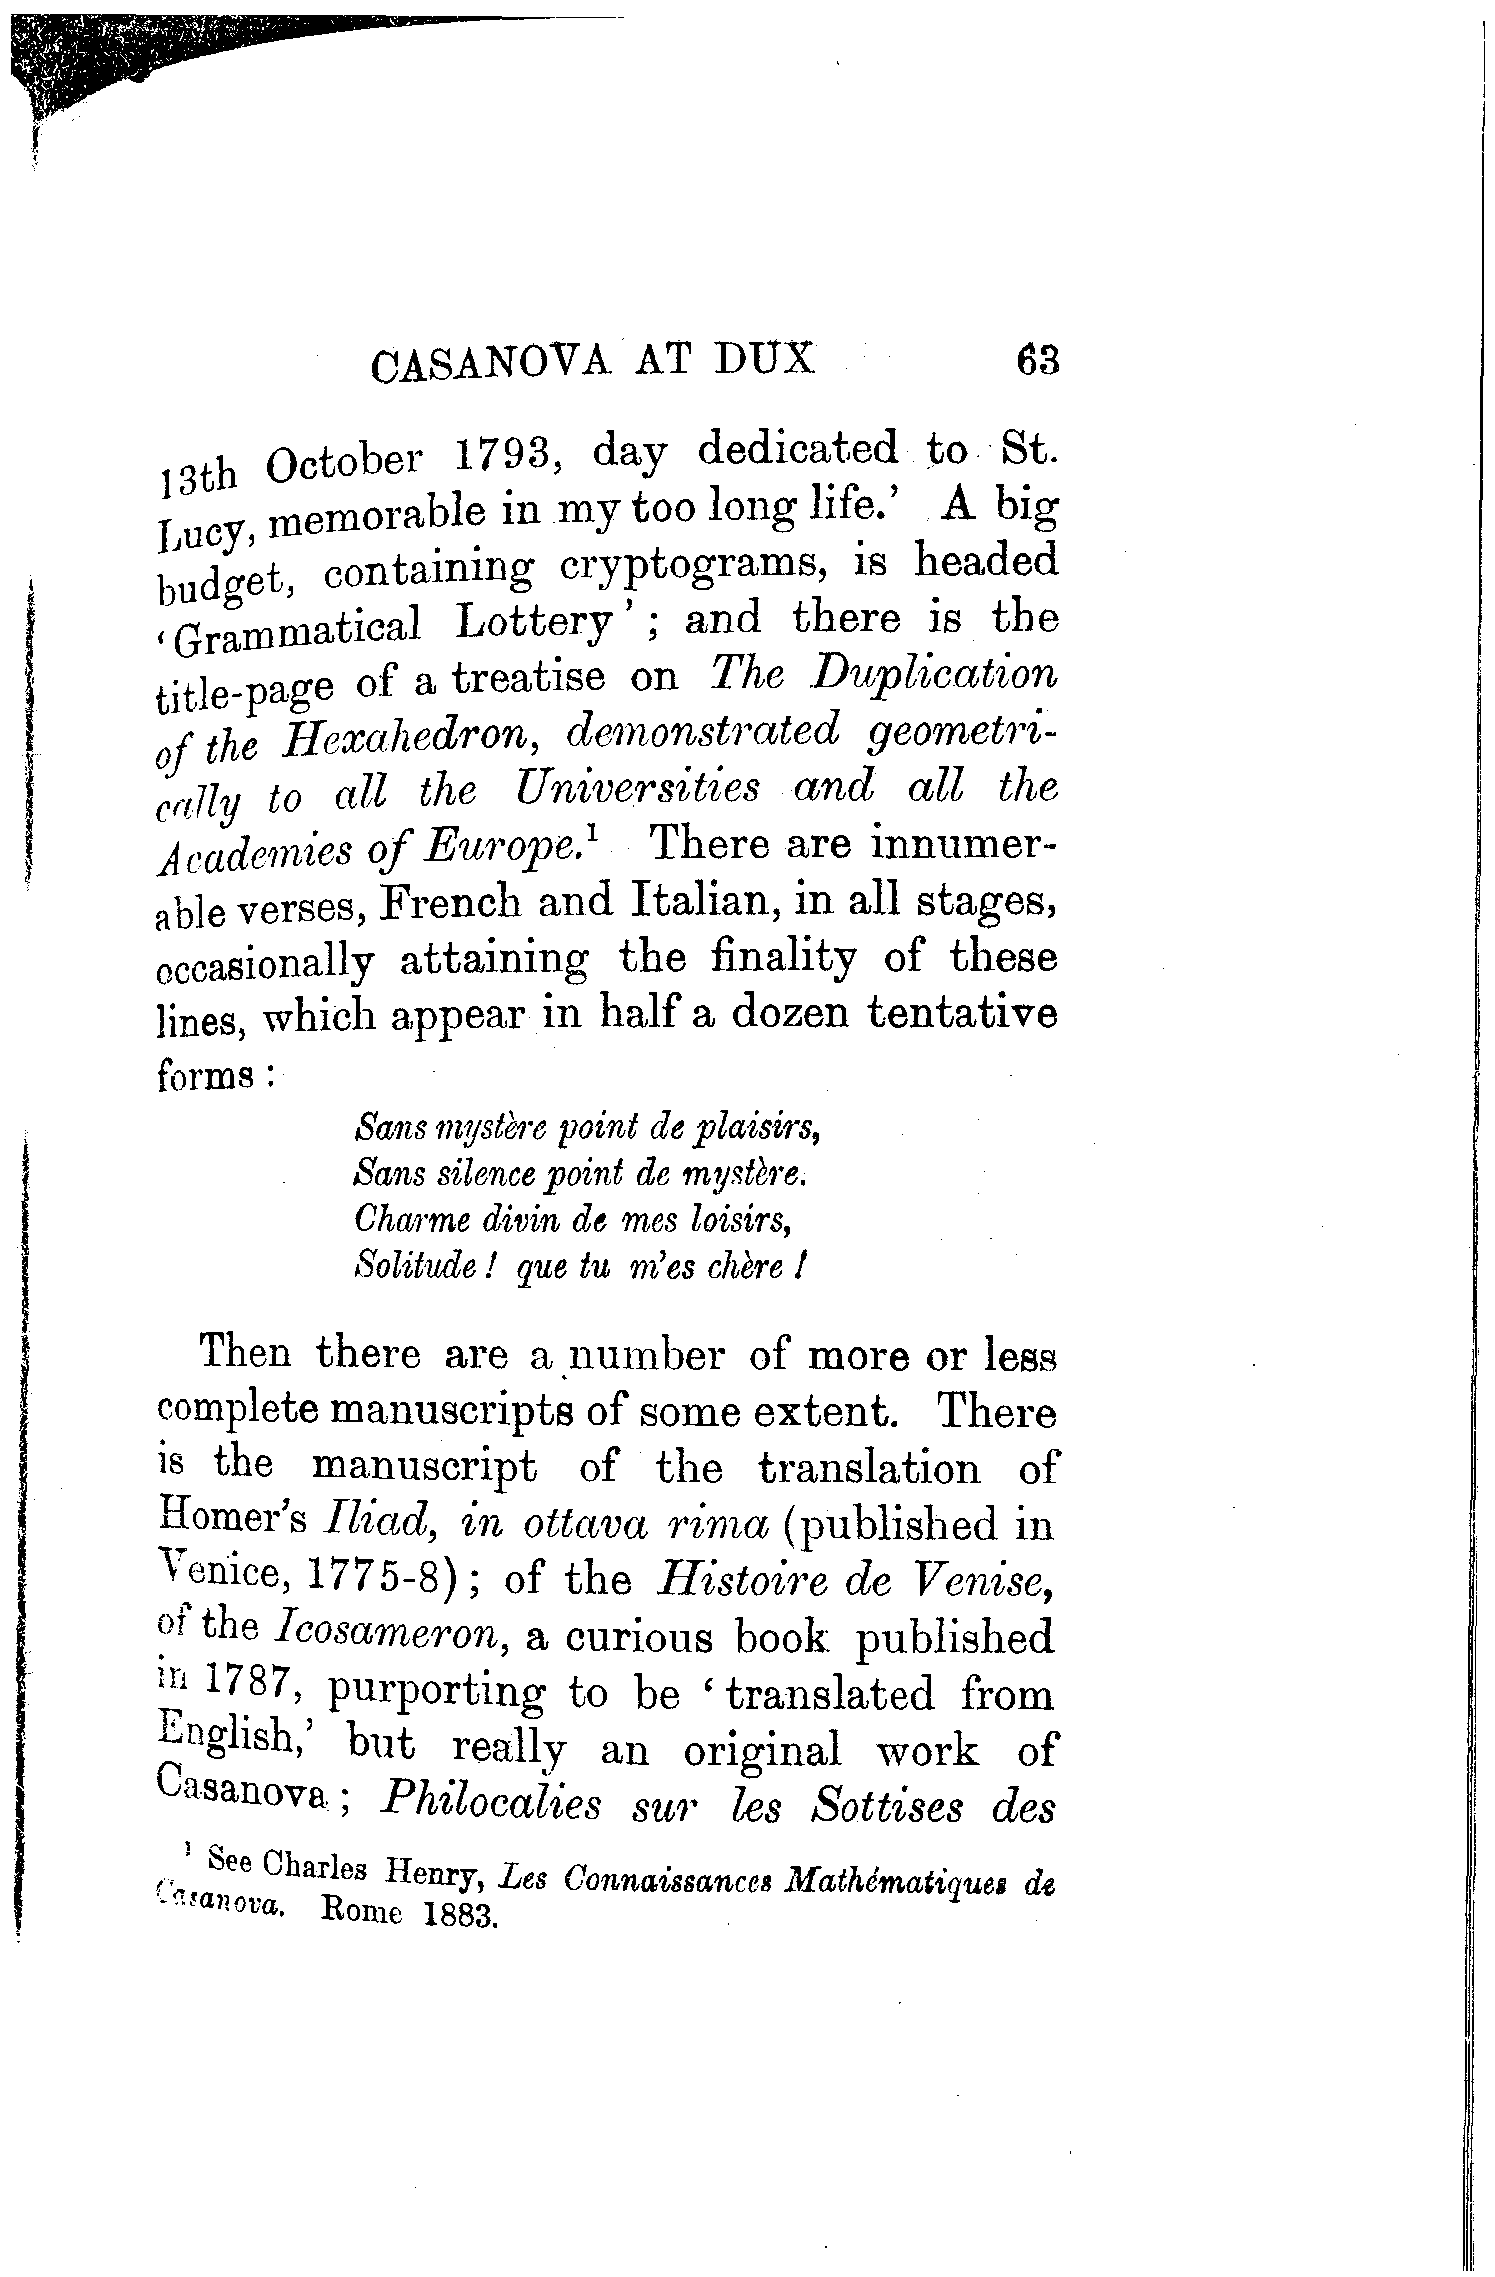 CASANOVA AT DUX 63
13th October 1793, day dedicated to St.
Lucy, memorable in my too long life.’ A big
budget, containing cryptograms, is headed
‘Grammatical Lottery’; and there is the
title-page of a treatise on The Duplication
of the Hexahedron, demonstrated geometri-
cally to all the Universities and all the
Academies of Europe.¹ There are innumer-
able verses, French and Italian, in all stages,
occasionally attaining the finality of these
lines, which appear in half a dozen tentative
forms:
Sans mystère point de plaisirs,
Sans silence point de mystère.
Charme divin de mes loisirs,
Solitude! que tu m’es chère!
Then there are a number of more or less
complete manuscripts of some extent. There
is the manuscript of the translation of
Homer’s Iliad, in ottava rima (published in
Venice, 1775-8); of the Histoire de Venise,
of the Icosameron, a curious book published
in 1787, purporting to be ‘translated from
English,’ but really an original work of
Casanova; Philocalies sur les Sottises des
¹ See Charles Henry, Les Connaissances Mathématiques de
Casanova. Rome 1883.